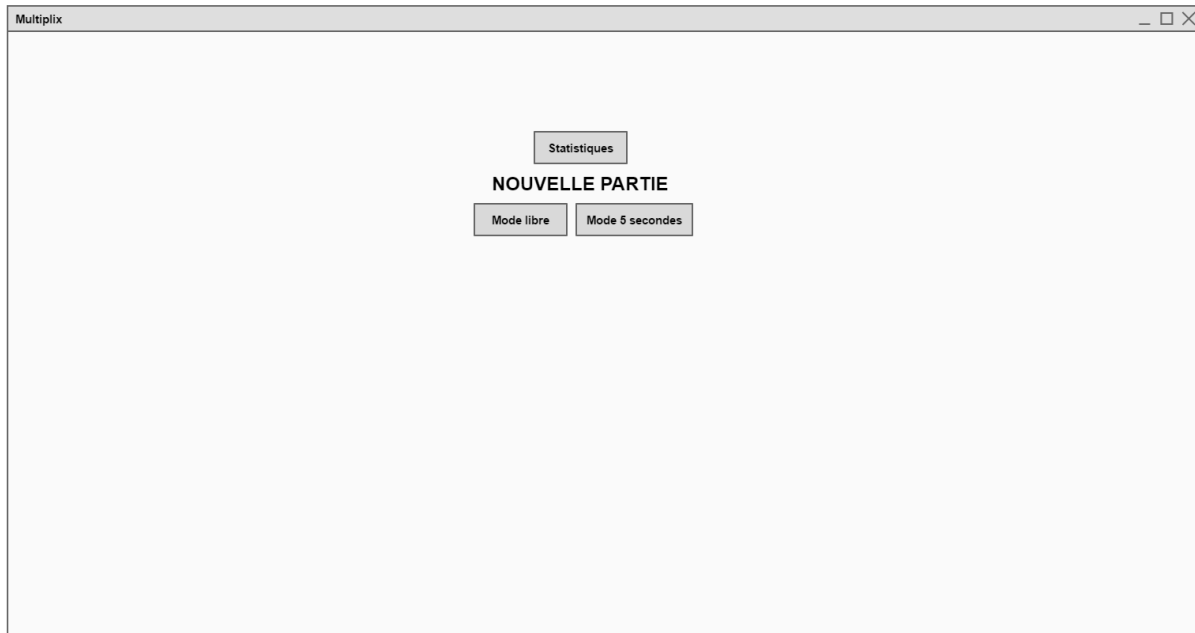 Multiplix
Statistiques
NOUVELLE PARTIE
Mode libre
Mode 5 secondes